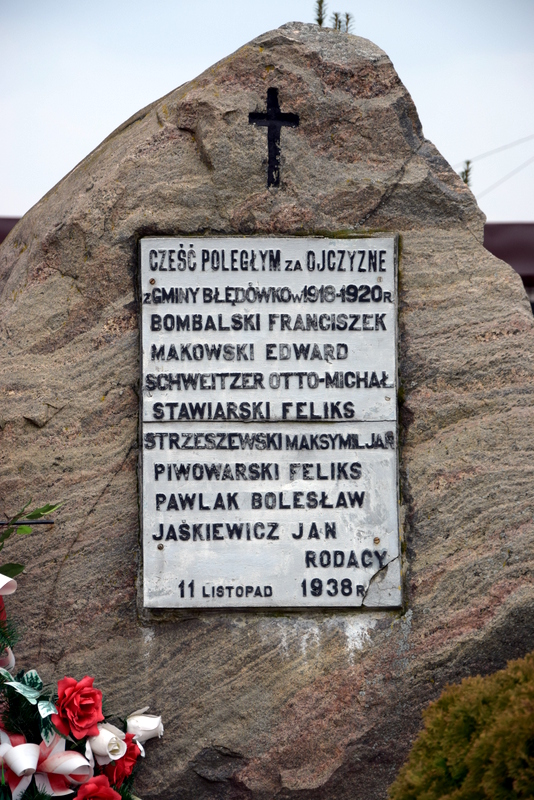 CZEŚĆ POLEGŁYM ZA OJCZYZNE
Z GMINY BŁĘDÓWKO W 1918-1920 R
BOMBALSKI FRANCISZEK
MAKOWSKI EDWARD
SCHWEITZER OTTO-MICHAŁ
STAWIARSKI FELIKS
STRZESZEWSKI MAKSYMILJAN
PIWOWARSKI FELIKS
PAWLAK BOLESŁAW
JAŚKIEWICZ JAN
RODACY
11 LISTOPAD 1938 R